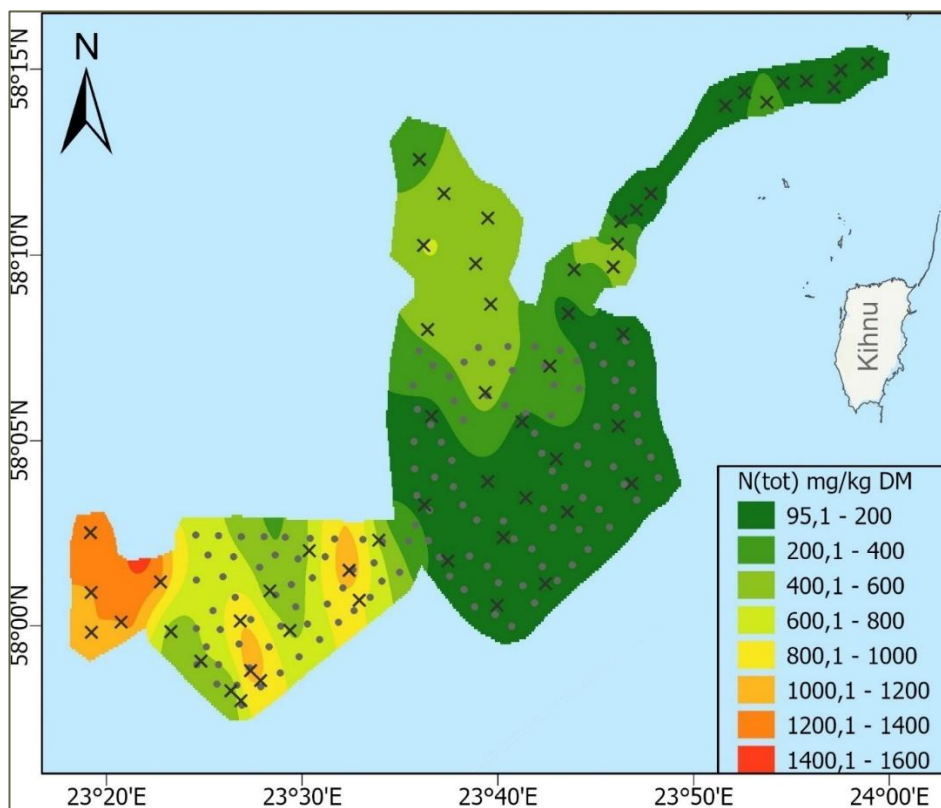 N
58°15'N
58°10'N
58°05'N
58°00'N
Kihnu
N(tot) mg/kg DM
95,1 - 200
200,1 - 400
400,1 - 600
600,1 - 800
800,1 - 1000
1000,1 - 1200
1200,1 - 1400
1400,1 - 1600
23°20'E
23°30'E
23°40'E
23°50'E
24°00'E